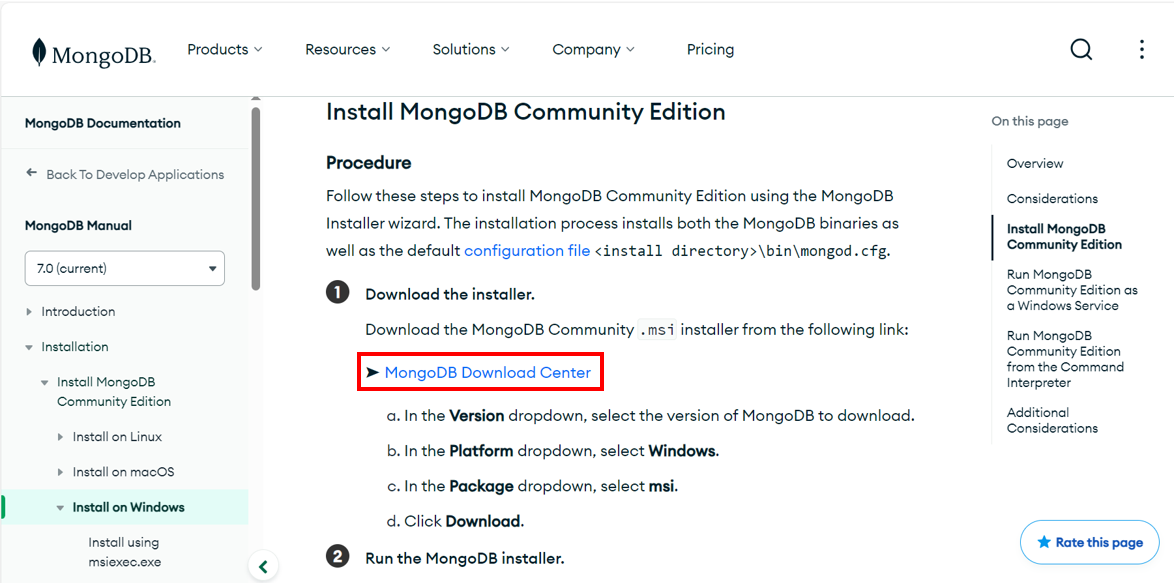 MongoDB.
Products
Resources
Solutions
Company
Pricing
MongoDB Documentation
Back To Develop Applications
MongoDB Manual
7.0 (current)
Introduction
Installation
Install MongoDB
Community Edition
Install on Linux
Install on macOS
Install on Windows
Install using
msiexec.exe
Install MongoDB Community Edition
Procedure
Follow these steps to install MongoDB Community Edition using the MongoDB
Installer wizard. The installation process installs both the MongoDB binaries as
well as the default configuration file <install directory>\bin\mongod.cfg.
1 Download the installer.
Download the MongoDB Community .msi installer from the following link:
➤ MongoDB Download Center
a. In the Version dropdown, select the version of MongoDB to download.
b. In the Platform dropdown, select Windows.
c. In the Package dropdown, select msi.
d. Click Download.
2 Run the MongoDB installer.
On this page
Overview
Considerations
Install MongoDB
Community Edition
Run MongoDB
Community Edition as
a Windows Service
Run MongoDB
Community Edition
from the Command
Interpreter
Additional
Considerations
Rate this page